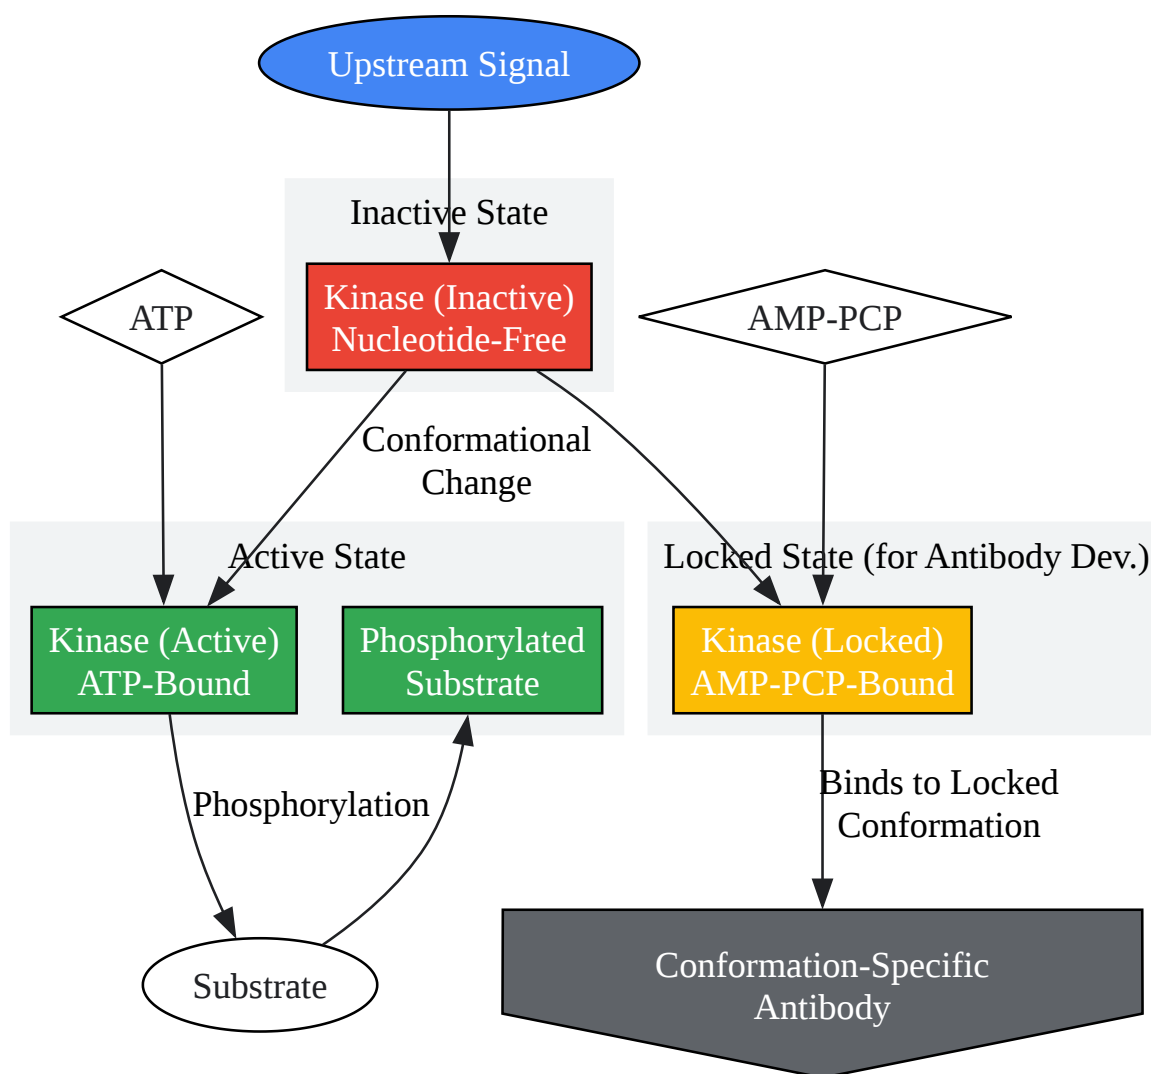 Upstream Signal
Inactive State
Kinase (Inactive)
Nucleotide-Free
ATP
AMP-PCP
Conformational
Change
Active State
Locked State (for Antibody Dev.)
Kinase (Active)
ATP-Bound
Phosphorylated
Substrate
Kinase (Locked)
AMP-PCP-Bound
Phosphorylation
Binds to Locked
Conformation
Substrate
Conformation-Specific
Antibody